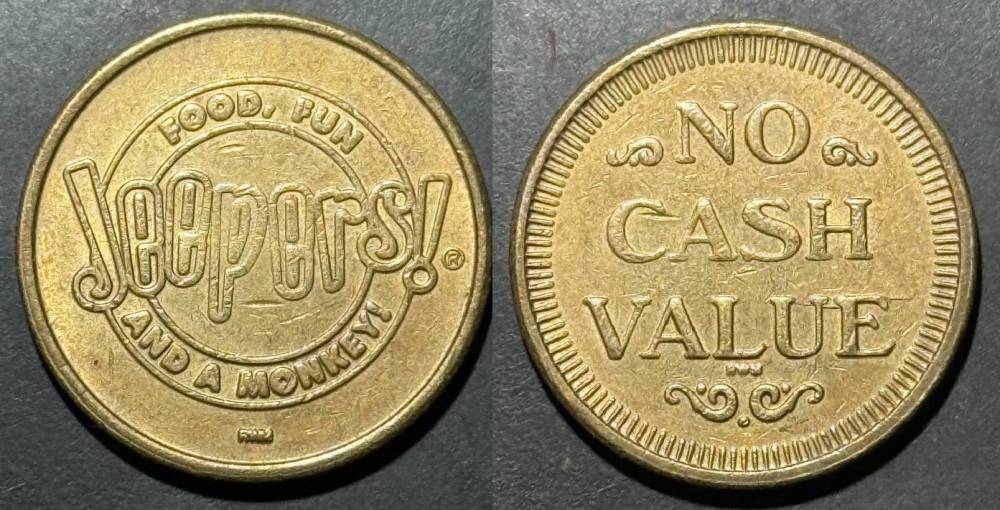 FOOD, FUN
Jeepers!®
AND A MONKEY!
NO
CASH
VALUE